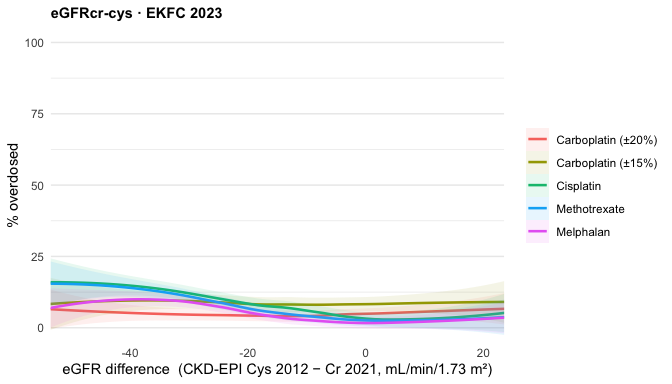 eGFRcr-cys · EKFC 2023
100
75
50
25
0
% overdosed
-40
-20
0
20
eGFR difference  (CKD-EPI Cys 2012 − Cr 2021, mL/min/1.73 m²)
Carboplatin (±20%)
Carboplatin (±15%)
Cisplatin
Methotrexate
Melphalan